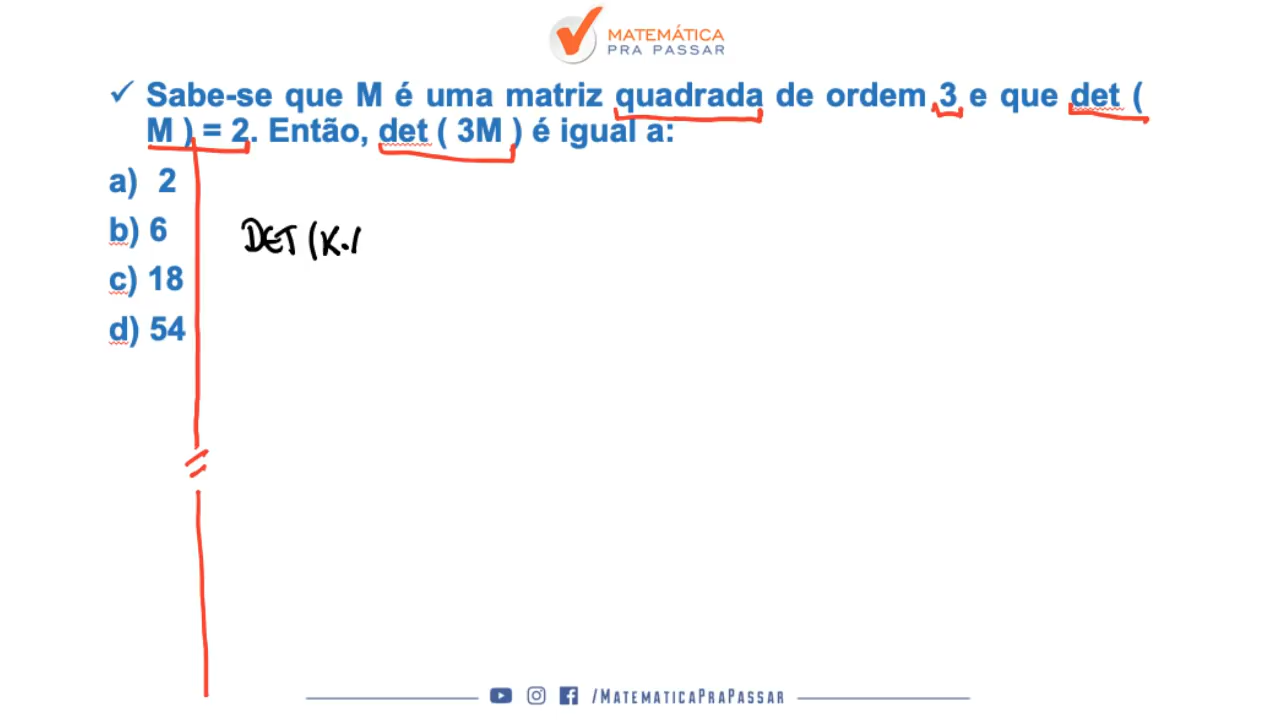 MATEMÁTICA
PRA PASSAR
✓ Sabe-se que M é uma matriz quadrada de ordem 3 e que det (
M ) = 2. Então, det ( 3M ) é igual a:
a) 2
b) 6
c) 18
d) 54
DET (K.
/MATEMATICAPRAPASSAR